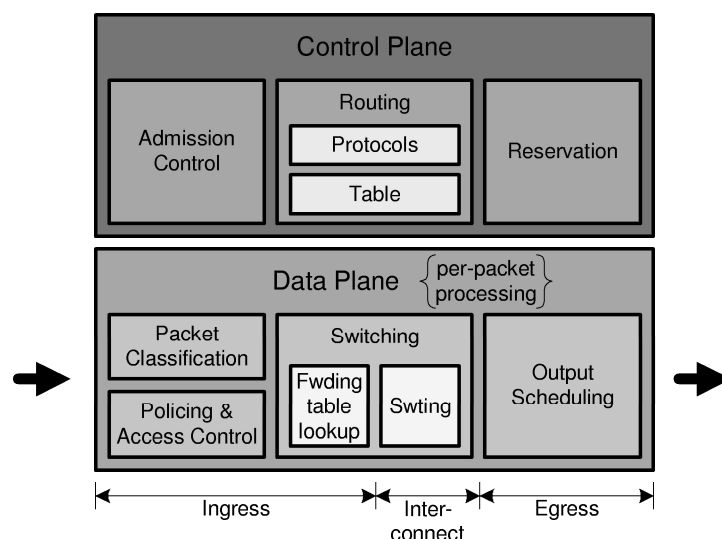 Control Plane
Admission
Control
Routing
Protocols
Table
Reservation
Data Plane
per-packet
processing
Packet
Classification
Policing &
Access Control
Switching
Fwding
table
lookup
Swting
Output
Scheduling
Ingress
Inter-
connect
Egress